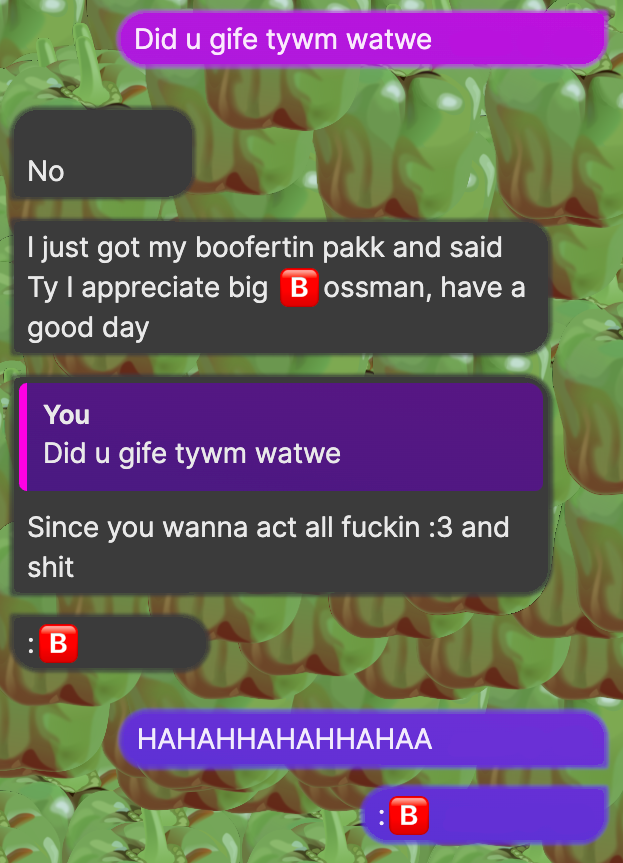 Did u gife tywm watwe
No
I just got my boofertin pakk and said
Ty I appreciate big 🅱️ossman, have a
good day
You
Did u gife tywm watwe
Since you wanna act all fuckin :3 and
shit
:🅱️
HAHAHHAHAHHAHAA
:🅱️